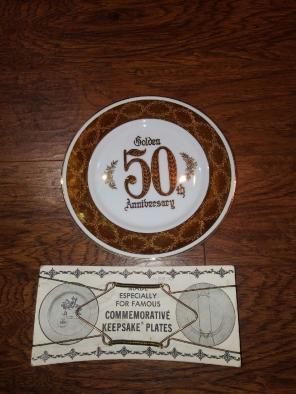 Golden
50th
Anniversary
MADE
ESPECIALLY
FOR FAMOUS
COMMEMORATIVE
KEEPSAKE® PLATES